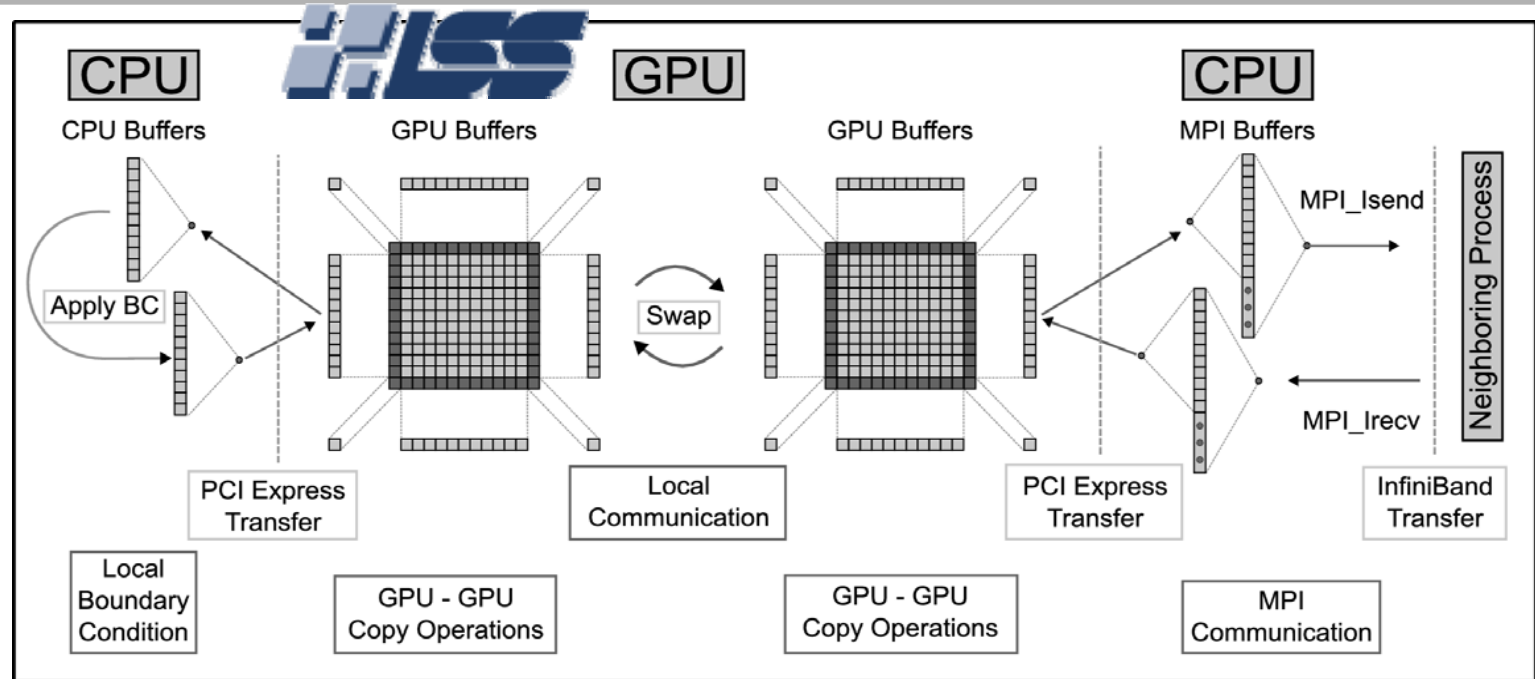 LSS
CPU
GPU
CPU
CPU Buffers
GPU Buffers
GPU Buffers
MPI Buffers
MPI_Isend
Apply BC
Swap
MPI_Irecv
Neighboring Process
PCI Express
Transfer
Local
Communication
PCI Express
Transfer
InfiniBand
Transfer
Local
Boundary
Condition
GPU - GPU
Copy Operations
GPU - GPU
Copy Operations
MPI
Communication